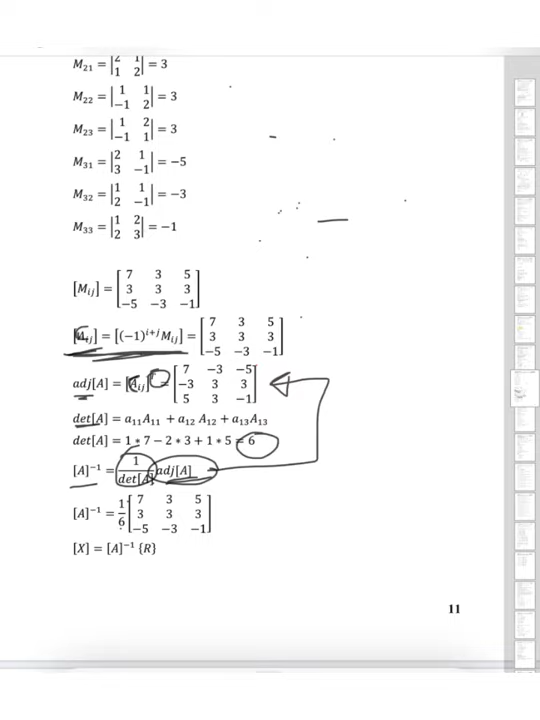 M₂₁ = |2 1; 1 2| = 3
M₂₂ = |1 1; -1 2| = 3
M₂₃ = |1 2; -1 1| = 3
M₃₁ = |2 1; 3 -1| = -5
M₃₂ = |1 1; 2 -1| = -3
M₃₃ = |1 2; 2 3| = -1
[Mᵢⱼ] = [7 3 5; 3 3 3; -5 -3 -1]
[Aᵢⱼ] = [(-1)ⁱ⁺ʲ Mᵢⱼ] = [7 3 5; 3 3 3; -5 -3 -1]
adj[A] = [Aᵢⱼ] = [7 -3 -5; -3 3 3; 5 3 -1]
det[A] = a₁₁A₁₁ + a₁₂ A₁₂ + a₁₃A₁₃
det[A] = 1 * 7 - 2 * 3 + 1 * 5 = 6
[A]⁻¹ = 1/det[A] adj[A]
[A]⁻¹ = 1/6 [7 3 5; 3 3 3; -5 -3 -1]
[X] = [A]⁻¹ {R}
11